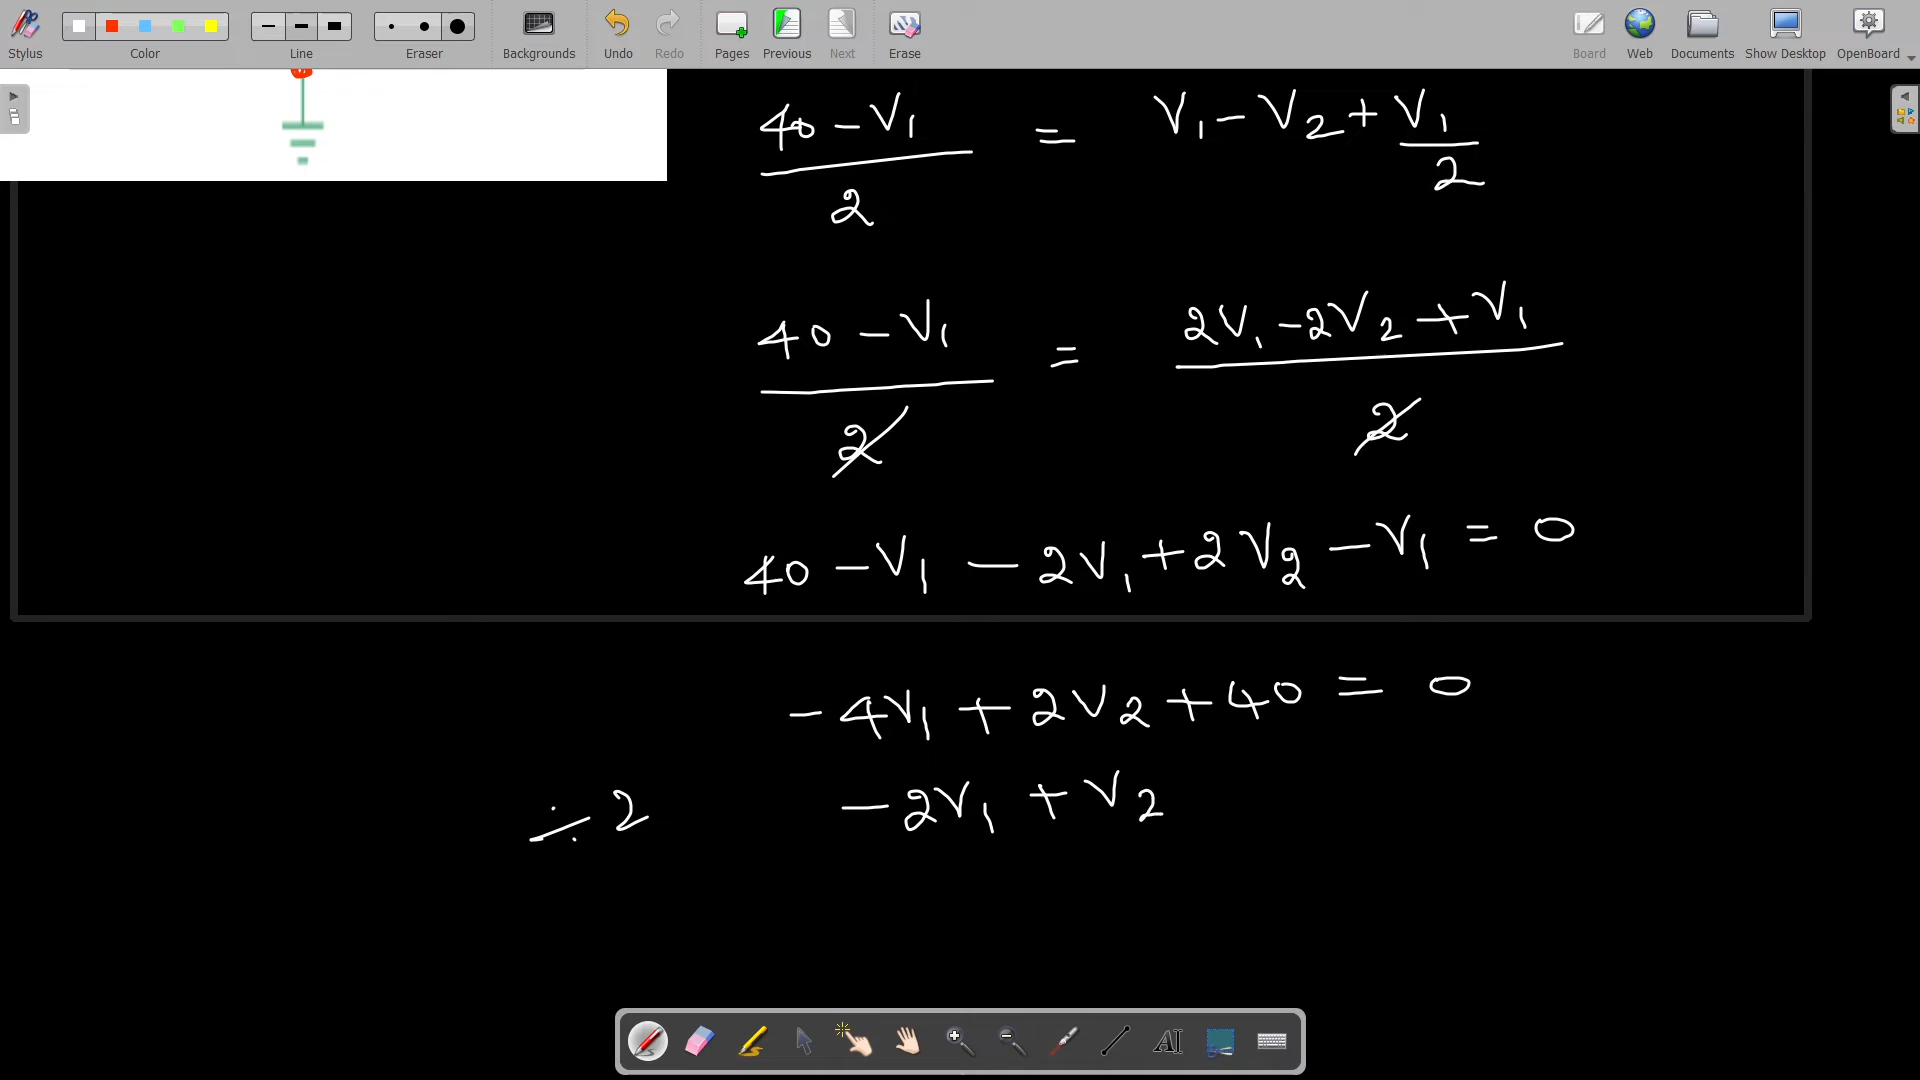 Stylus Color Line Eraser Backgrounds Undo Redo Pages Previous Next Erase Board Web Documents Show Desktop OpenBoard
40 - V₁ / 2 = V₁ - V₂ + V₁ / 2
40 - V₁ / 2 = 2V₁ - 2V₂ + V₁ / 2
40 - V₁ - 2V₁ + 2V₂ - V₁ = 0
- 4V₁ + 2V₂ + 40 = 0
÷ 2 - 2V₁ + V₂